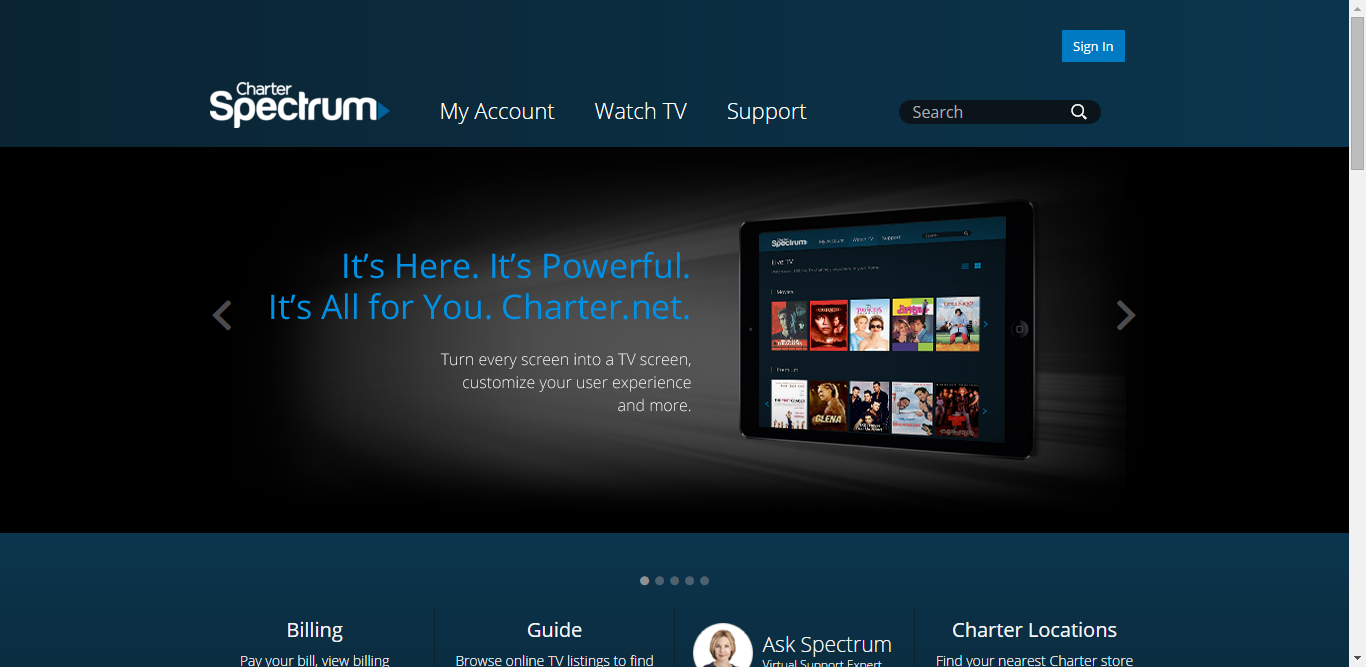 Sign In
Charter
Spectrum
My Account
Watch TV
Support
Search
It's Here. It's Powerful.
It's All for You. Charter.net.
Turn every screen into a TV screen,
customize your user experience
and more.
Charter
Spectrum
My Account
Watch TV
Support
Live TV
Movies
Premium
Billing
Pay your bill, view billing
Guide
Browse online TV listings to find
Ask Spectrum
Virtual Support Expert
Charter Locations
Find your nearest Charter store